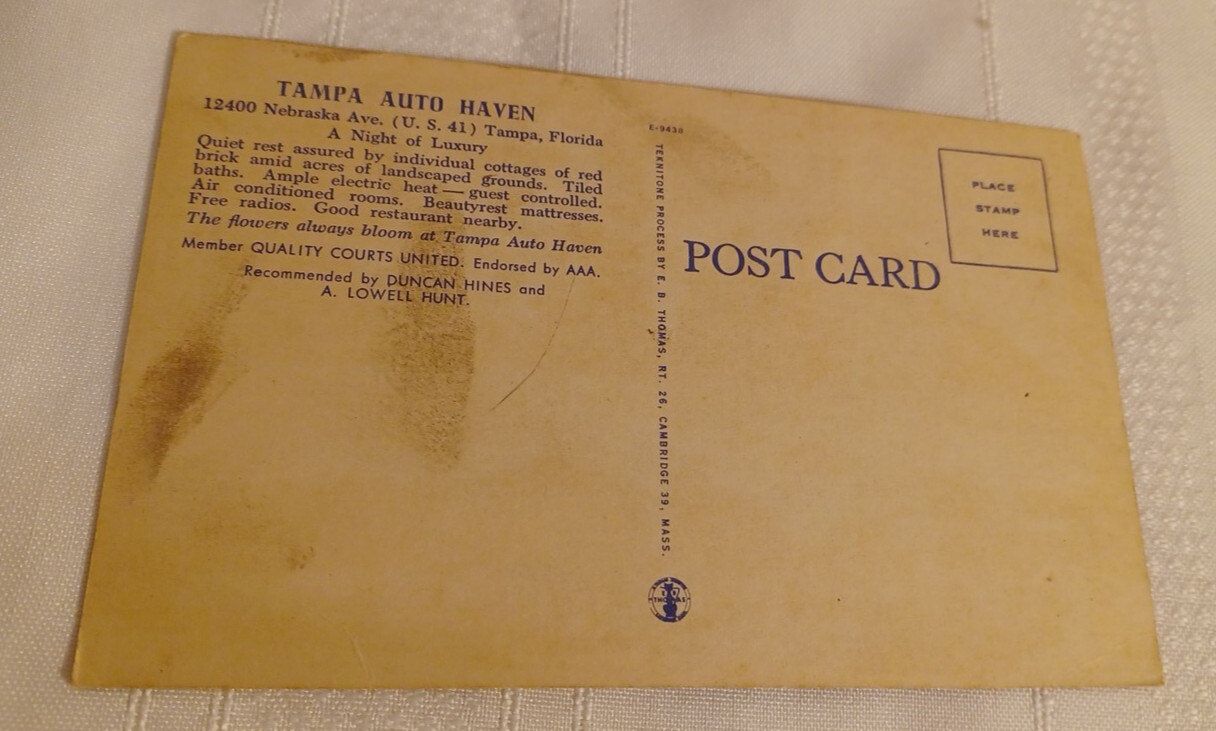 TAMPA AUTO HAVEN
12400 Nebraska Ave. (U. S. 41) Tampa, Florida
A Night of Luxury
Quiet rest assured by individual cottages of red
brick amid acres of landscaped grounds. Tiled
baths. Ample electric heat — guest controlled.
Air conditioned rooms. Beautyrest mattresses.
Free radios. Good restaurant nearby.
The flowers always bloom at Tampa Auto Haven
Member QUALITY COURTS UNITED. Endorsed by AAA.
Recommended by DUNCAN HINES and
A. LOWELL HUNT.
E-9438
TEKNITONE PROCESS BY E. B. THOMAS, RT. 26, CAMBRIDGE 39, MASS.
THOMAS
POST CARD
PLACE
STAMP
HERE